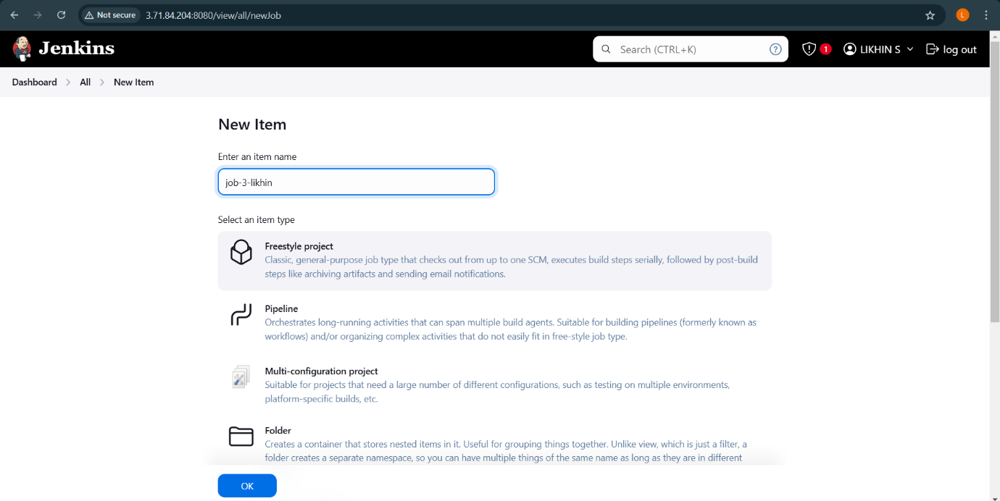 Not secure 3.71.84.204:8080/view/all/newJob L
Jenkins Search (CTRL+K) ? 1 LIKHIN S log out
Dashboard All New Item
New Item
Enter an item name
job-3-likhin
Select an item type
Freestyle project
Classic, general-purpose job type that checks out from up to one SCM, executes build steps serially, followed by post-build
steps like archiving artifacts and sending email notifications.
Pipeline
Orchestrates long-running activities that can span multiple build agents. Suitable for building pipelines (formerly known as
workflows) and/or organizing complex activities that do not easily fit in free-style job type.
Multi-configuration project
Suitable for projects that need a large number of different configurations, such as testing on multiple environments,
platform-specific builds, etc.
Folder
Creates a container that stores nested items in it. Useful for grouping things together. Unlike view, which is just a filter, a
folder creates a separate namespace, so you can have multiple things of the same name as long as they are in different
OK